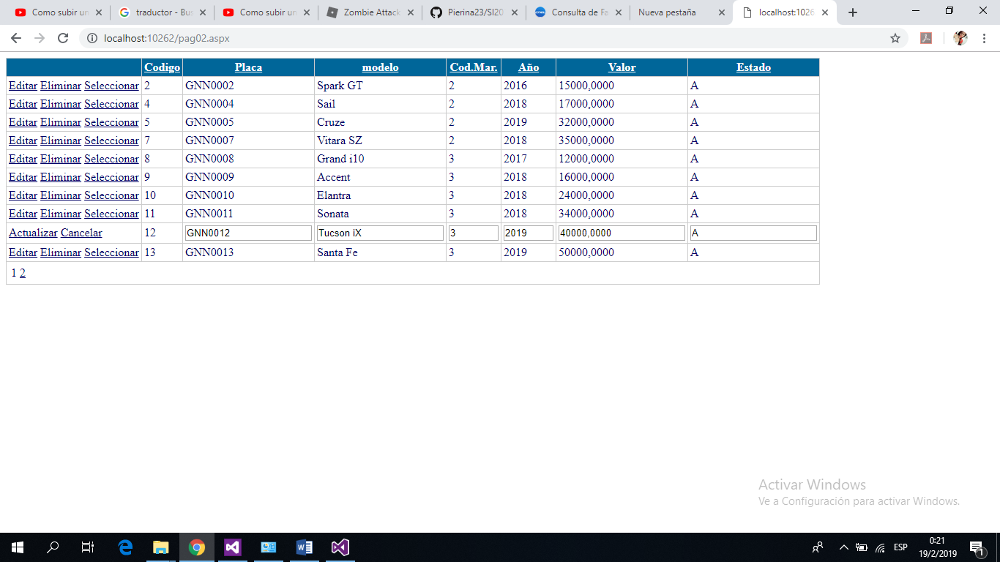 Como subir un
traductor - Bus
Como subir un
Zombie Attack
Pierina23/SI20
Consulta de Fa
Nueva pestaña
localhost:1026
localhost:10262/pag02.aspx
Codigo Placa modelo Cod.Mar. Año Valor Estado
Editar Eliminar Seleccionar 2 GNN0002 Spark GT 2 2016 15000,0000 A
Editar Eliminar Seleccionar 4 GNN0004 Sail 2 2018 17000,0000 A
Editar Eliminar Seleccionar 5 GNN0005 Cruze 2 2019 32000,0000 A
Editar Eliminar Seleccionar 7 GNN0007 Vitara SZ 2 2018 35000,0000 A
Editar Eliminar Seleccionar 8 GNN0008 Grand i10 3 2017 12000,0000 A
Editar Eliminar Seleccionar 9 GNN0009 Accent 3 2018 16000,0000 A
Editar Eliminar Seleccionar 10 GNN0010 Elantra 3 2018 24000,0000 A
Editar Eliminar Seleccionar 11 GNN0011 Sonata 3 2018 34000,0000 A
Actualizar Cancelar 12 GNN0012 Tucson iX 3 2019 40000,0000 A
Editar Eliminar Seleccionar 13 GNN0013 Santa Fe 3 2019 50000,0000 A
1 2
Activar Windows
Ve a Configuración para activar Windows.
ESP
0:21
19/2/2019
1